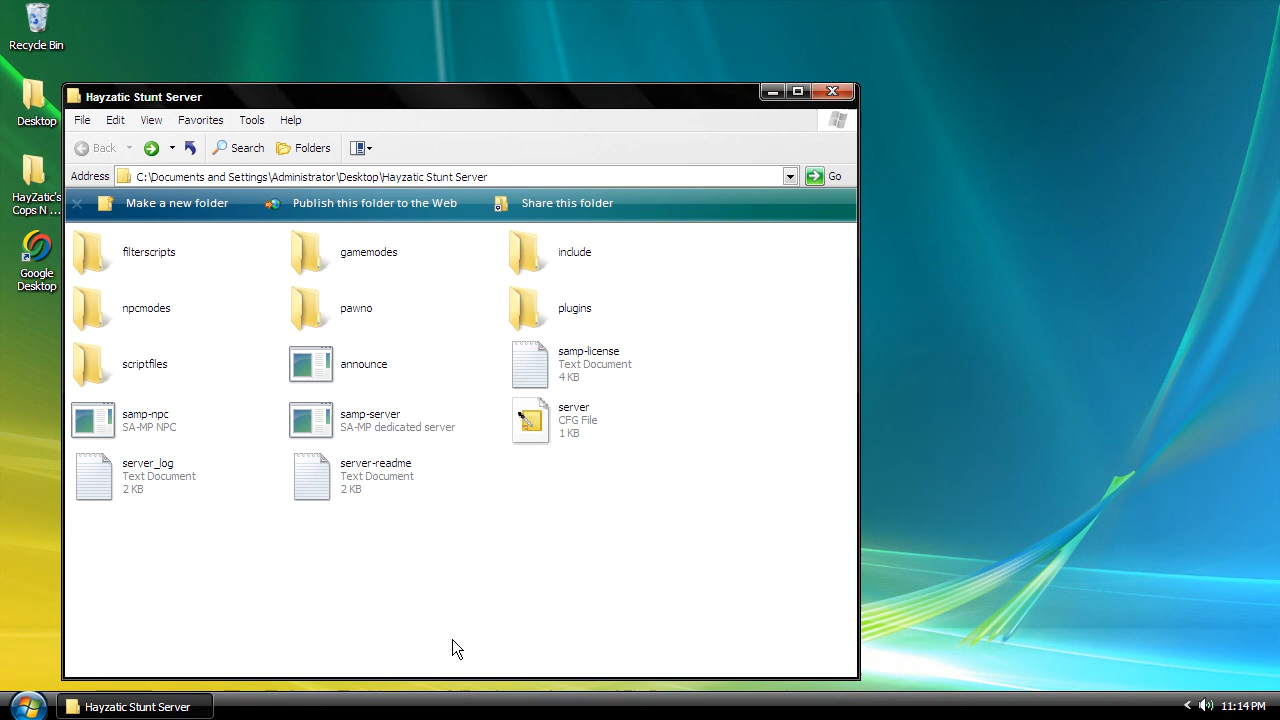 Recycle Bin
Desktop
HayZatic's
Cops N ...
Google
Desktop
Hayzatic Stunt Server
File Edit View Favorites Tools Help
Back Search Folders
Address C:\Documents and Settings\Administrator\Desktop\Hayzatic Stunt Server Go
Make a new folder Publish this folder to the Web Share this folder
filterscripts gamemodes include
npcmodes pawno plugins
scriptfiles announce samp-license
Text Document
4 KB
samp-npc
SA-MP NPC
samp-server
SA-MP dedicated server
server
CFG File
1 KB
server_log
Text Document
2 KB
server-readme
Text Document
2 KB
Hayzatic Stunt Server
11:14 PM